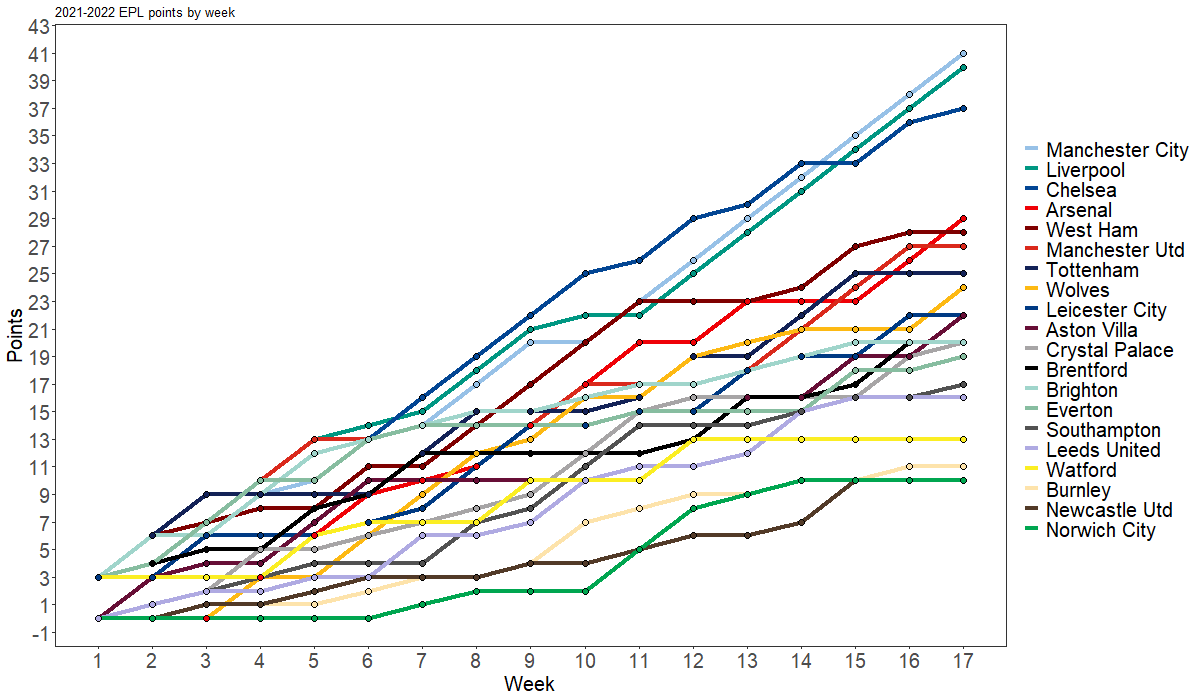 2021-2022 EPL points by week
43
41
39
37
35
33
31
29
27
25
23
21
19
17
15
13
11
9
7
5
3
1
-1
Points
1 2 3 4 5 6 7 8 9 10 11 12 13 14 15 16 17
Week
Manchester City
Liverpool
Chelsea
Arsenal
West Ham
Manchester Utd
Tottenham
Wolves
Leicester City
Aston Villa
Crystal Palace
Brentford
Brighton
Everton
Southampton
Leeds United
Watford
Burnley
Newcastle Utd
Norwich City